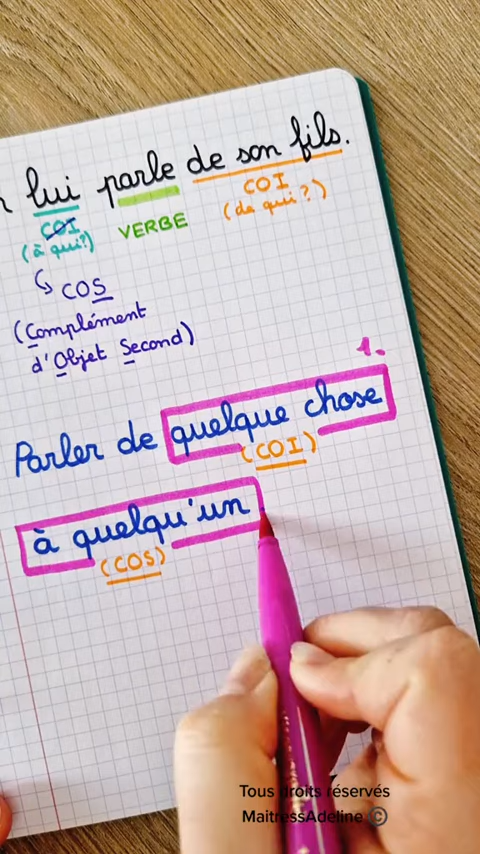 lui parle de son fils.
COI VERBE COI
(à qui?) (de qui?)
↳ COS
(Complément
d'Objet Second)
1.
Parler de quelque chose
(COI)
à quelqu'un
(COS)
Tous droits réservés
MaitressAdeline ©